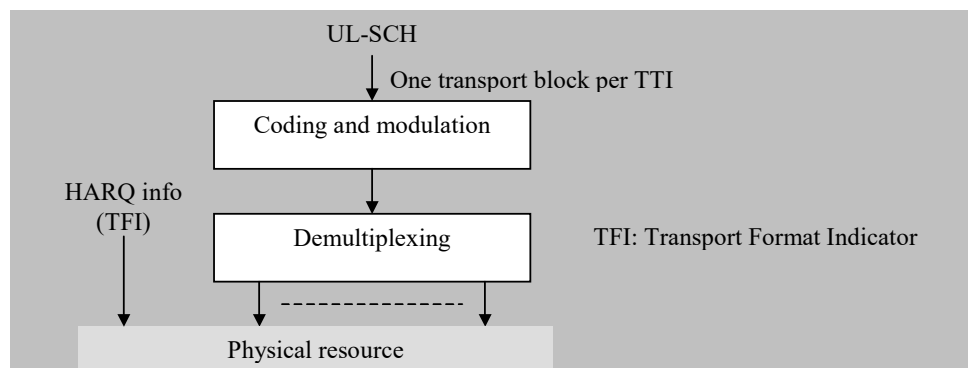 UL-SCH
One transport block per TTI
Coding and modulation
HARQ info
(TFI)
Demultiplexing
TFI: Transport Format Indicator
Physical resource